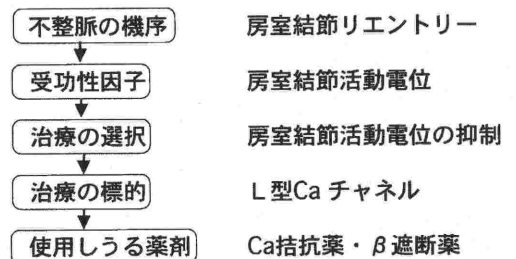 不整脈の機序 房室結節リエントリー
受功性因子 房室結節活動電位
治療の選択 房室結節活動電位の抑制
治療の標的 L型Ca チャネル
使用しうる薬剤 Ca拮抗薬・β遮断薬